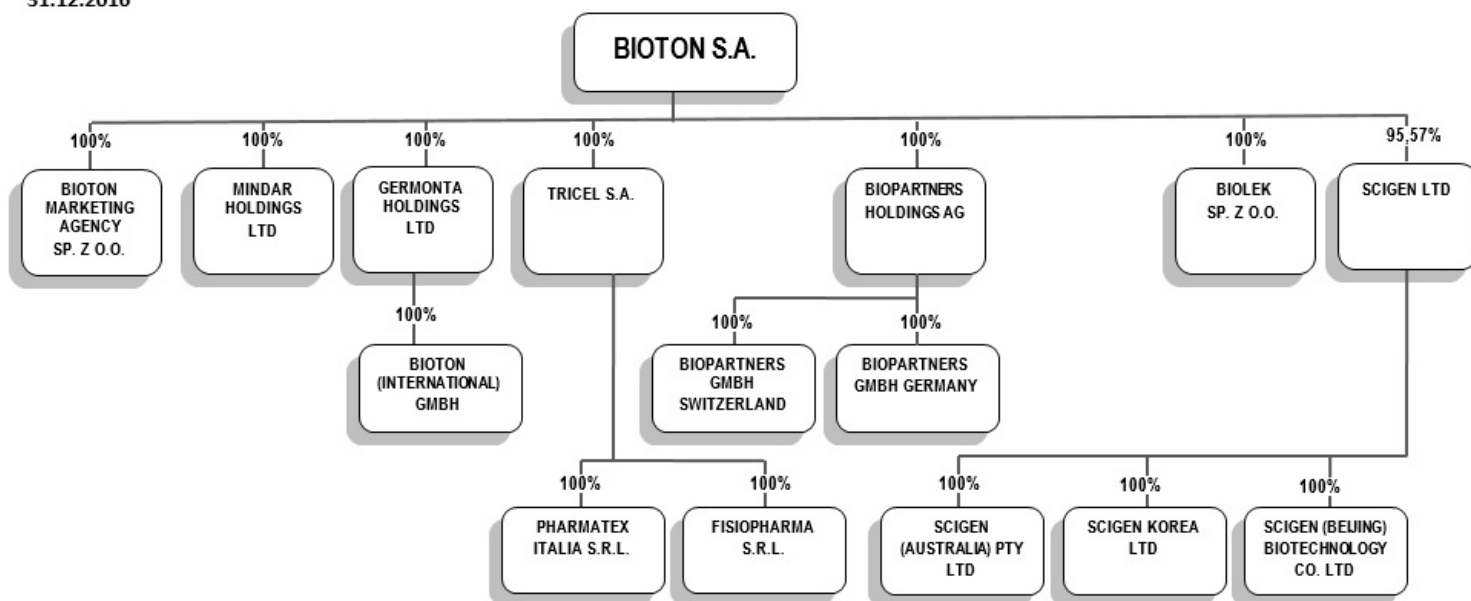 31.12.2016
BIOTON S.A.
100%
100%
100%
100%
100%
100%
95,57%
BIOTON
MARKETING
AGENCY
SP. Z O.O.
MINDAR
HOLDINGS
LTD
GERMONTA
HOLDINGS
LTD
TRICEL S.A.
BIOPARTNERS
HOLDINGS AG
BIOLEK
SP. Z O.O.
SCIGEN LTD
100%
100%
100%
BIOTON
(INTERNATIONAL)
GMBH
BIOPARTNERS
GMBH
SWITZERLAND
BIOPARTNERS
GMBH GERMANY
100%
100%
100%
100%
100%
PHARMATEX
ITALIA S.R.L.
FISIOPHARMA
S.R.L.
SCIGEN
(AUSTRALIA) PTY
LTD
SCIGEN KOREA
LTD
SCIGEN (BEIJING)
BIOTECHNOLOGY
CO. LTD